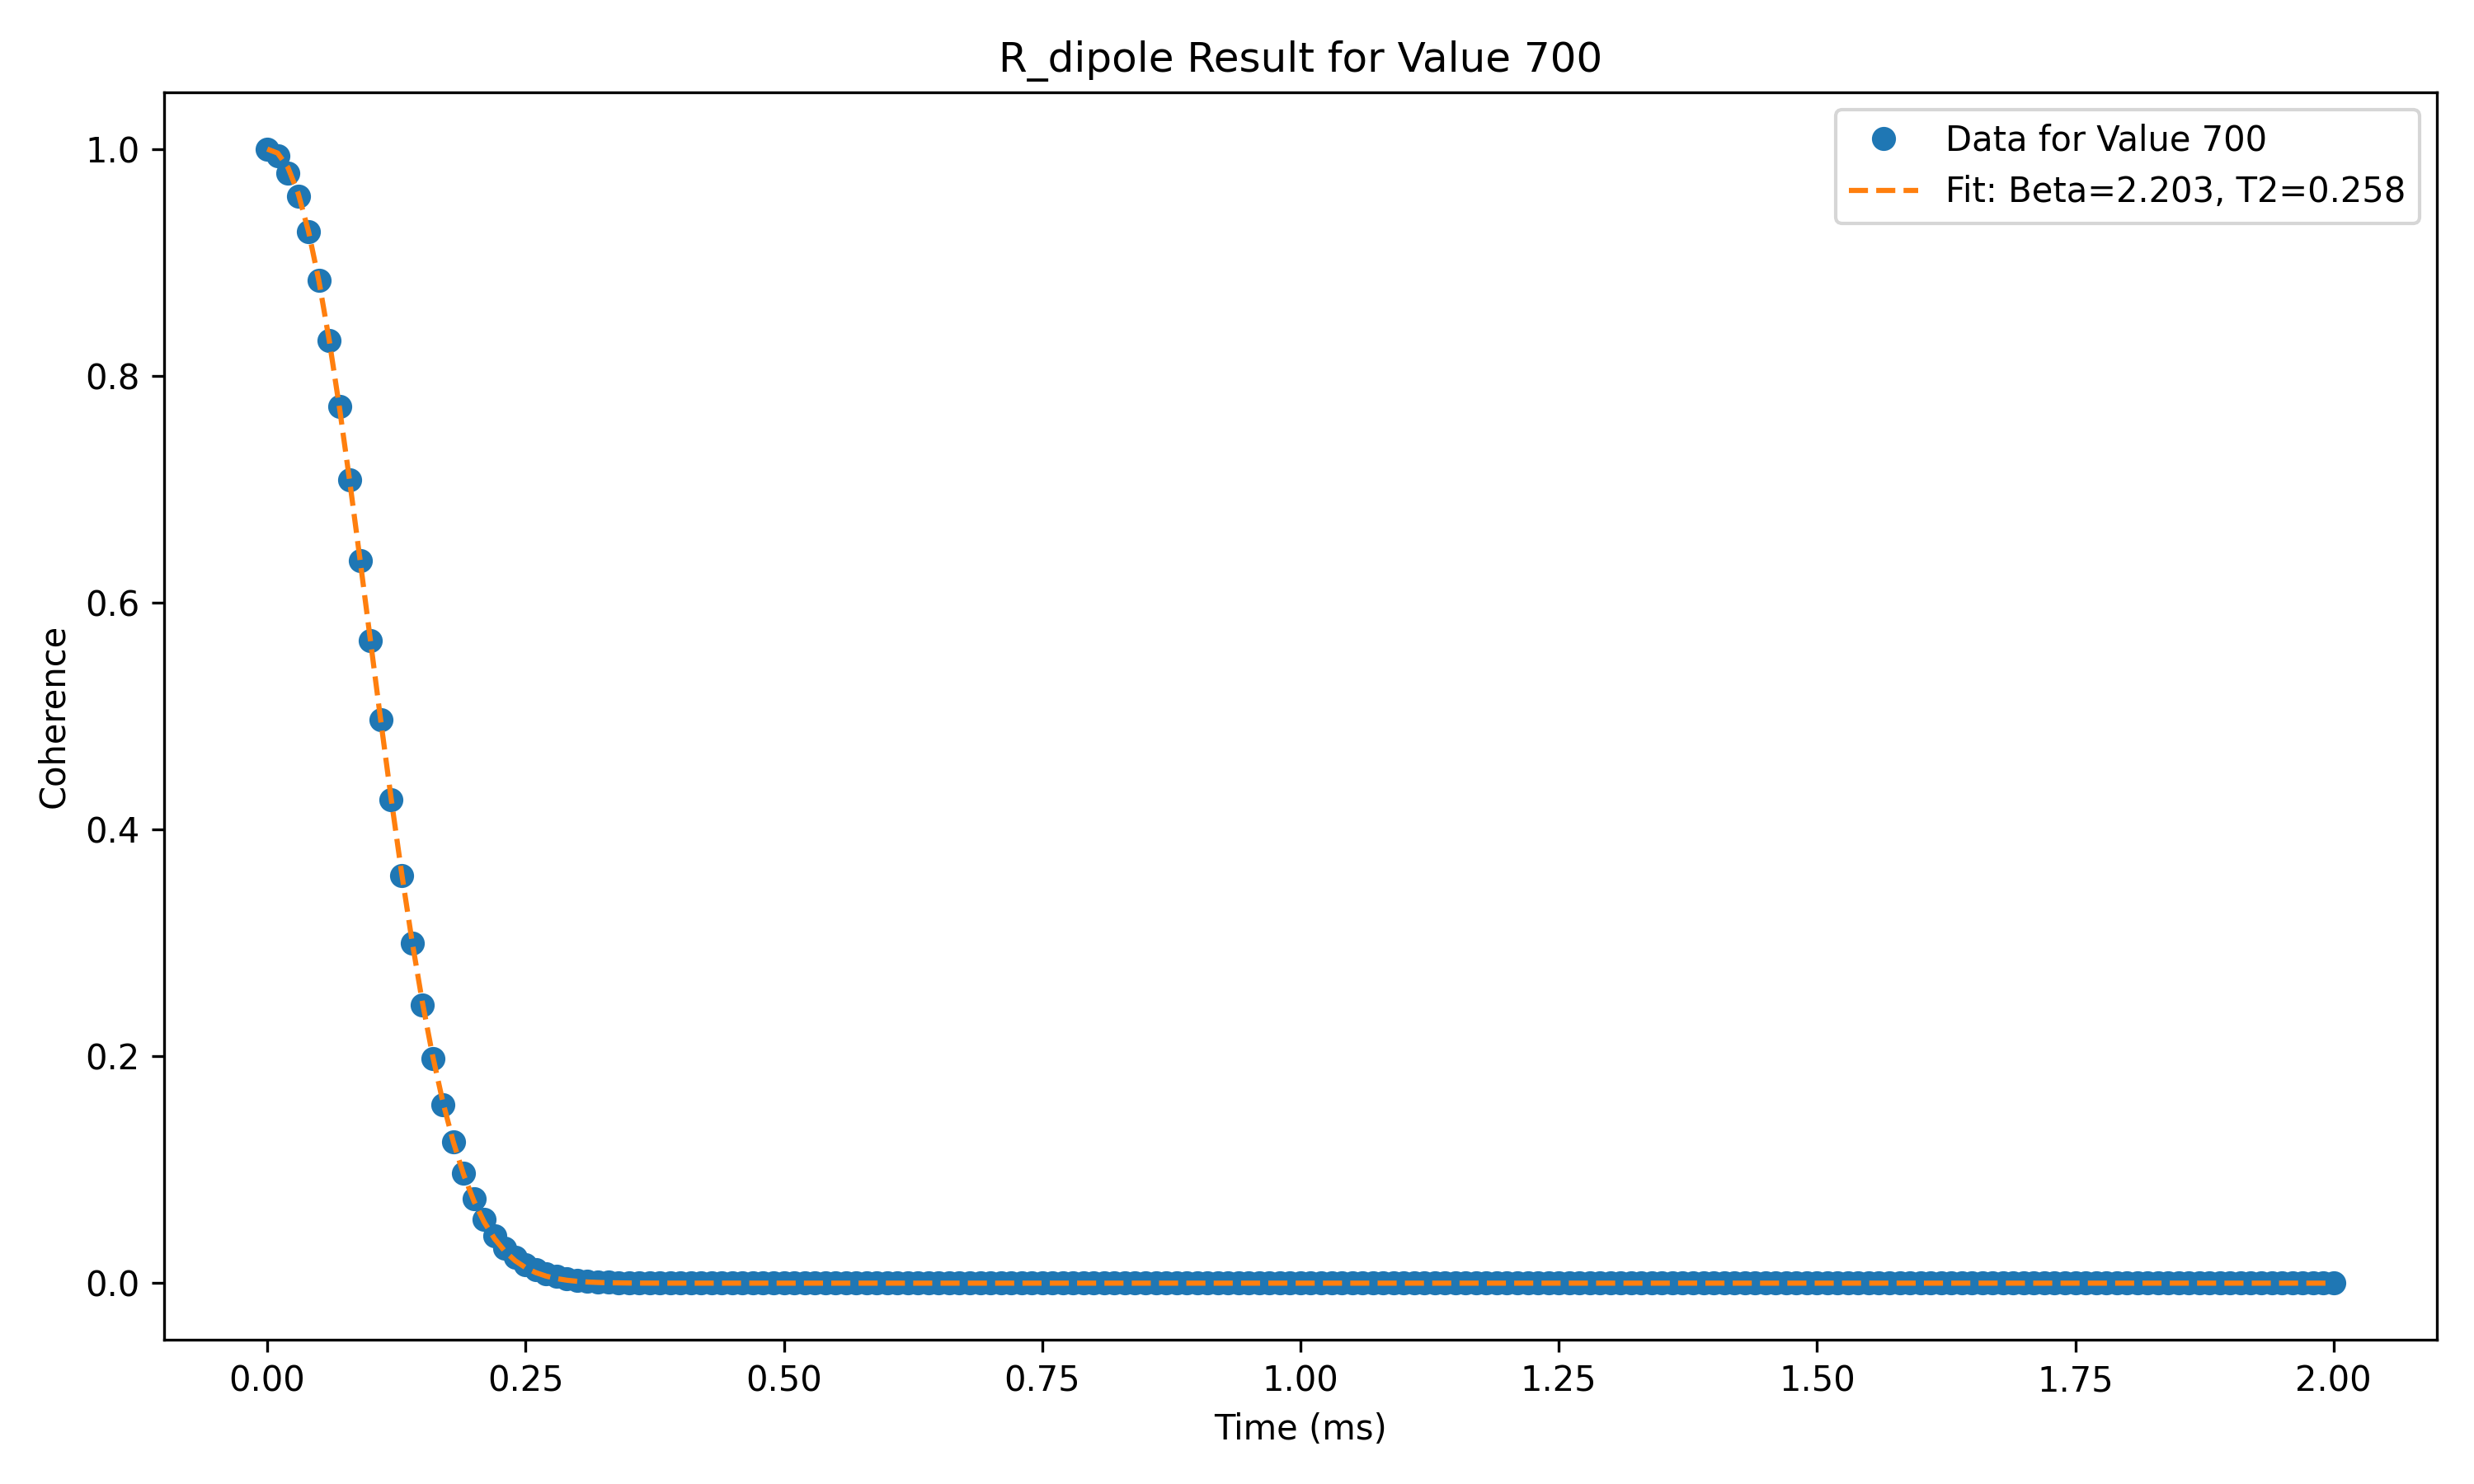 R_dipole Result for Value 700
Data for Value 700
Fit: Beta=2.203, T2=0.258
Coherence
1.0
0.8
0.6
0.4
0.2
0.0
0.00 0.25 0.50 0.75 1.00 1.25 1.50 1.75 2.00
Time (ms)